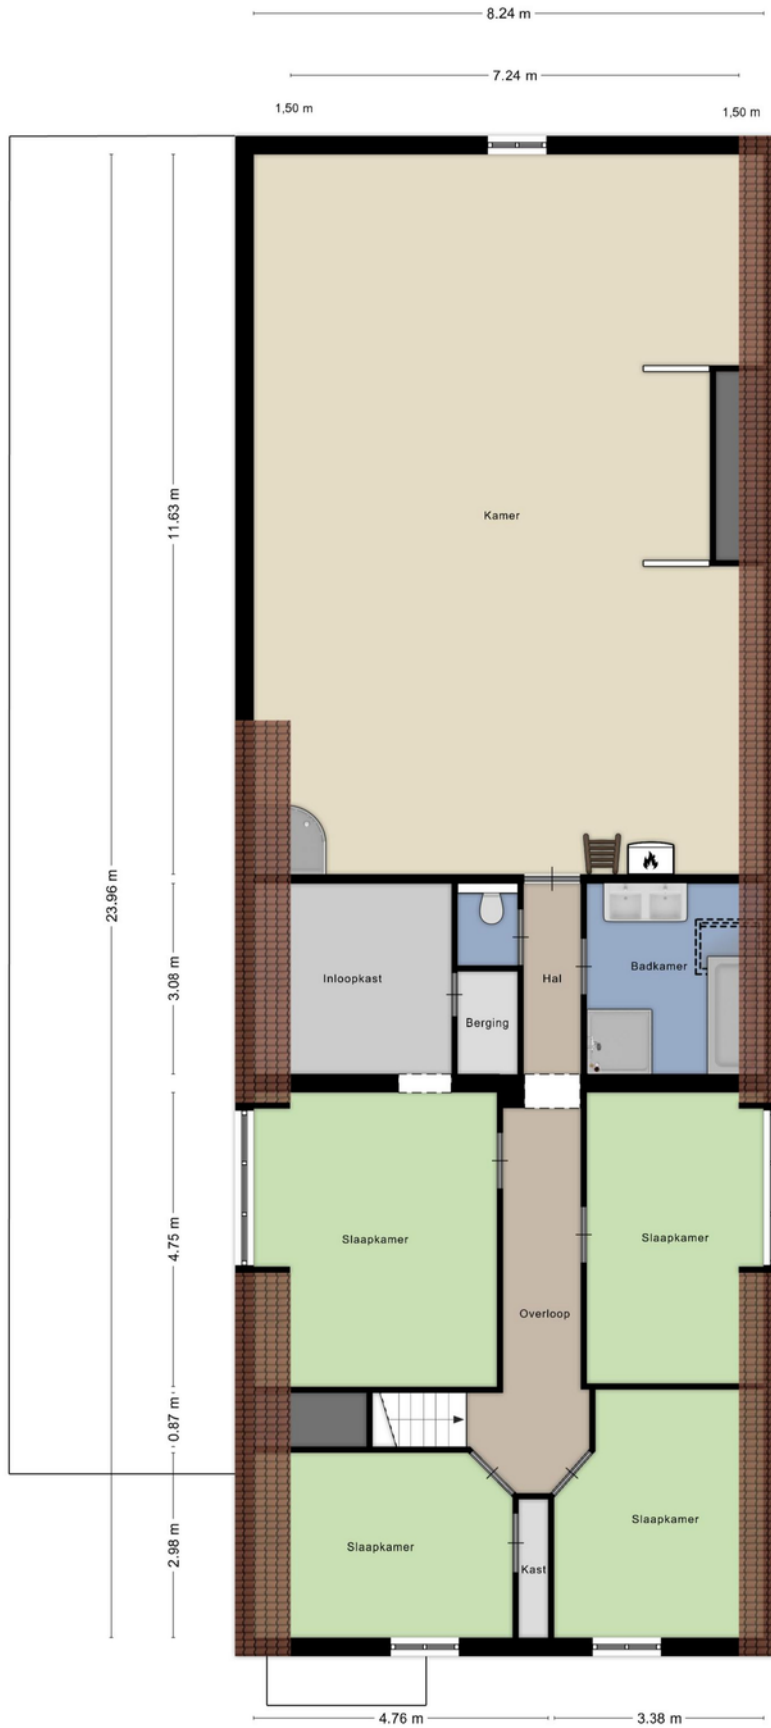 8.24 m
7.24 m
1,50 m
1,50 m
11.63 m
Kamer
23.96 m
3.08 m
Inloopkast
Berging
Hal
Badkamer
4.75 m
Slaapkamer
Slaapkamer
Overloop
0.87 m
2.98 m
Slaapkamer
Kast
Slaapkamer
4.76 m
3.38 m